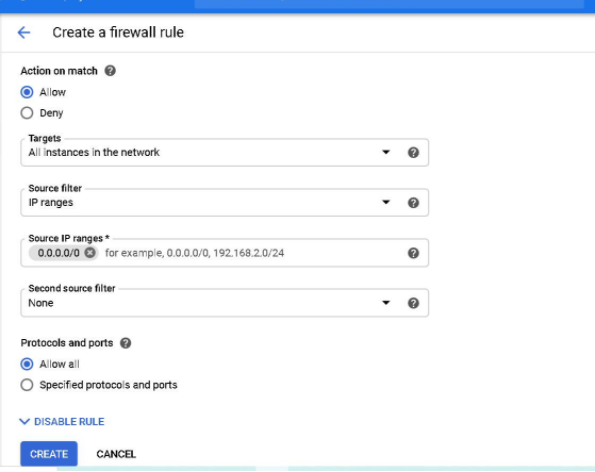 Create a firewall rule
Action on match
Allow
Deny
Targets
All instances in the network
Source filter
IP ranges
Source IP ranges *
0.0.0.0/0 for example, 0.0.0.0/0, 192.168.2.0/24
Second source filter
None
Protocols and ports
Allow all
Specified protocols and ports
DISABLE RULE
CREATE CANCEL